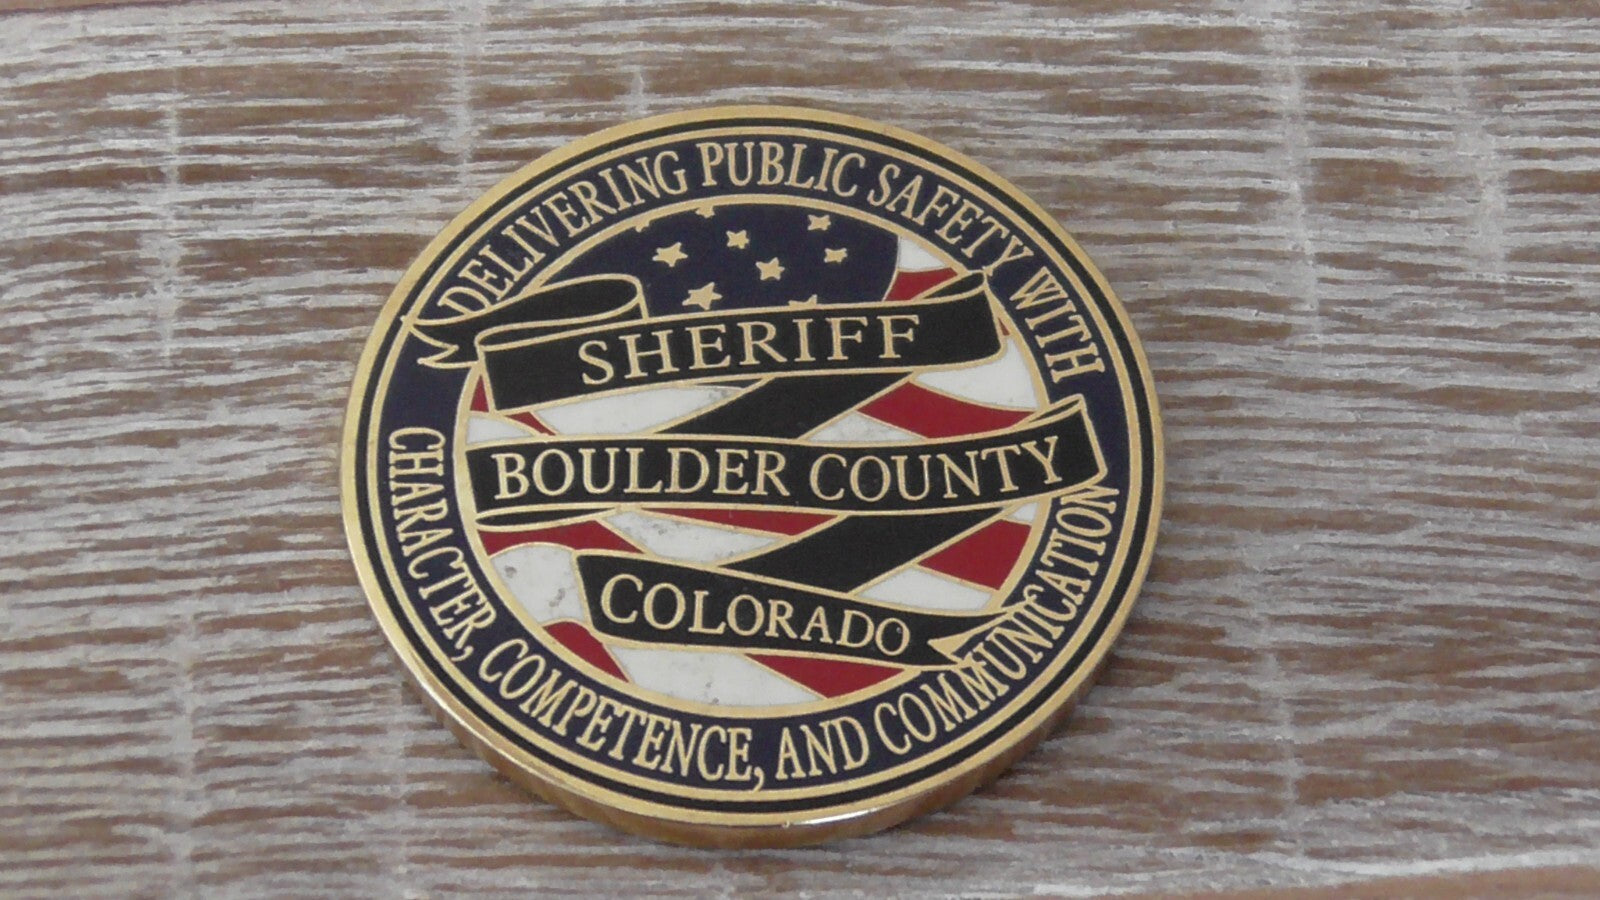 DELIVERING PUBLIC SAFETY WITH
SHERIFF
BOULDER COUNTY
COLORADO
CHARACTER, COMPETENCE, AND COMMUNICATION